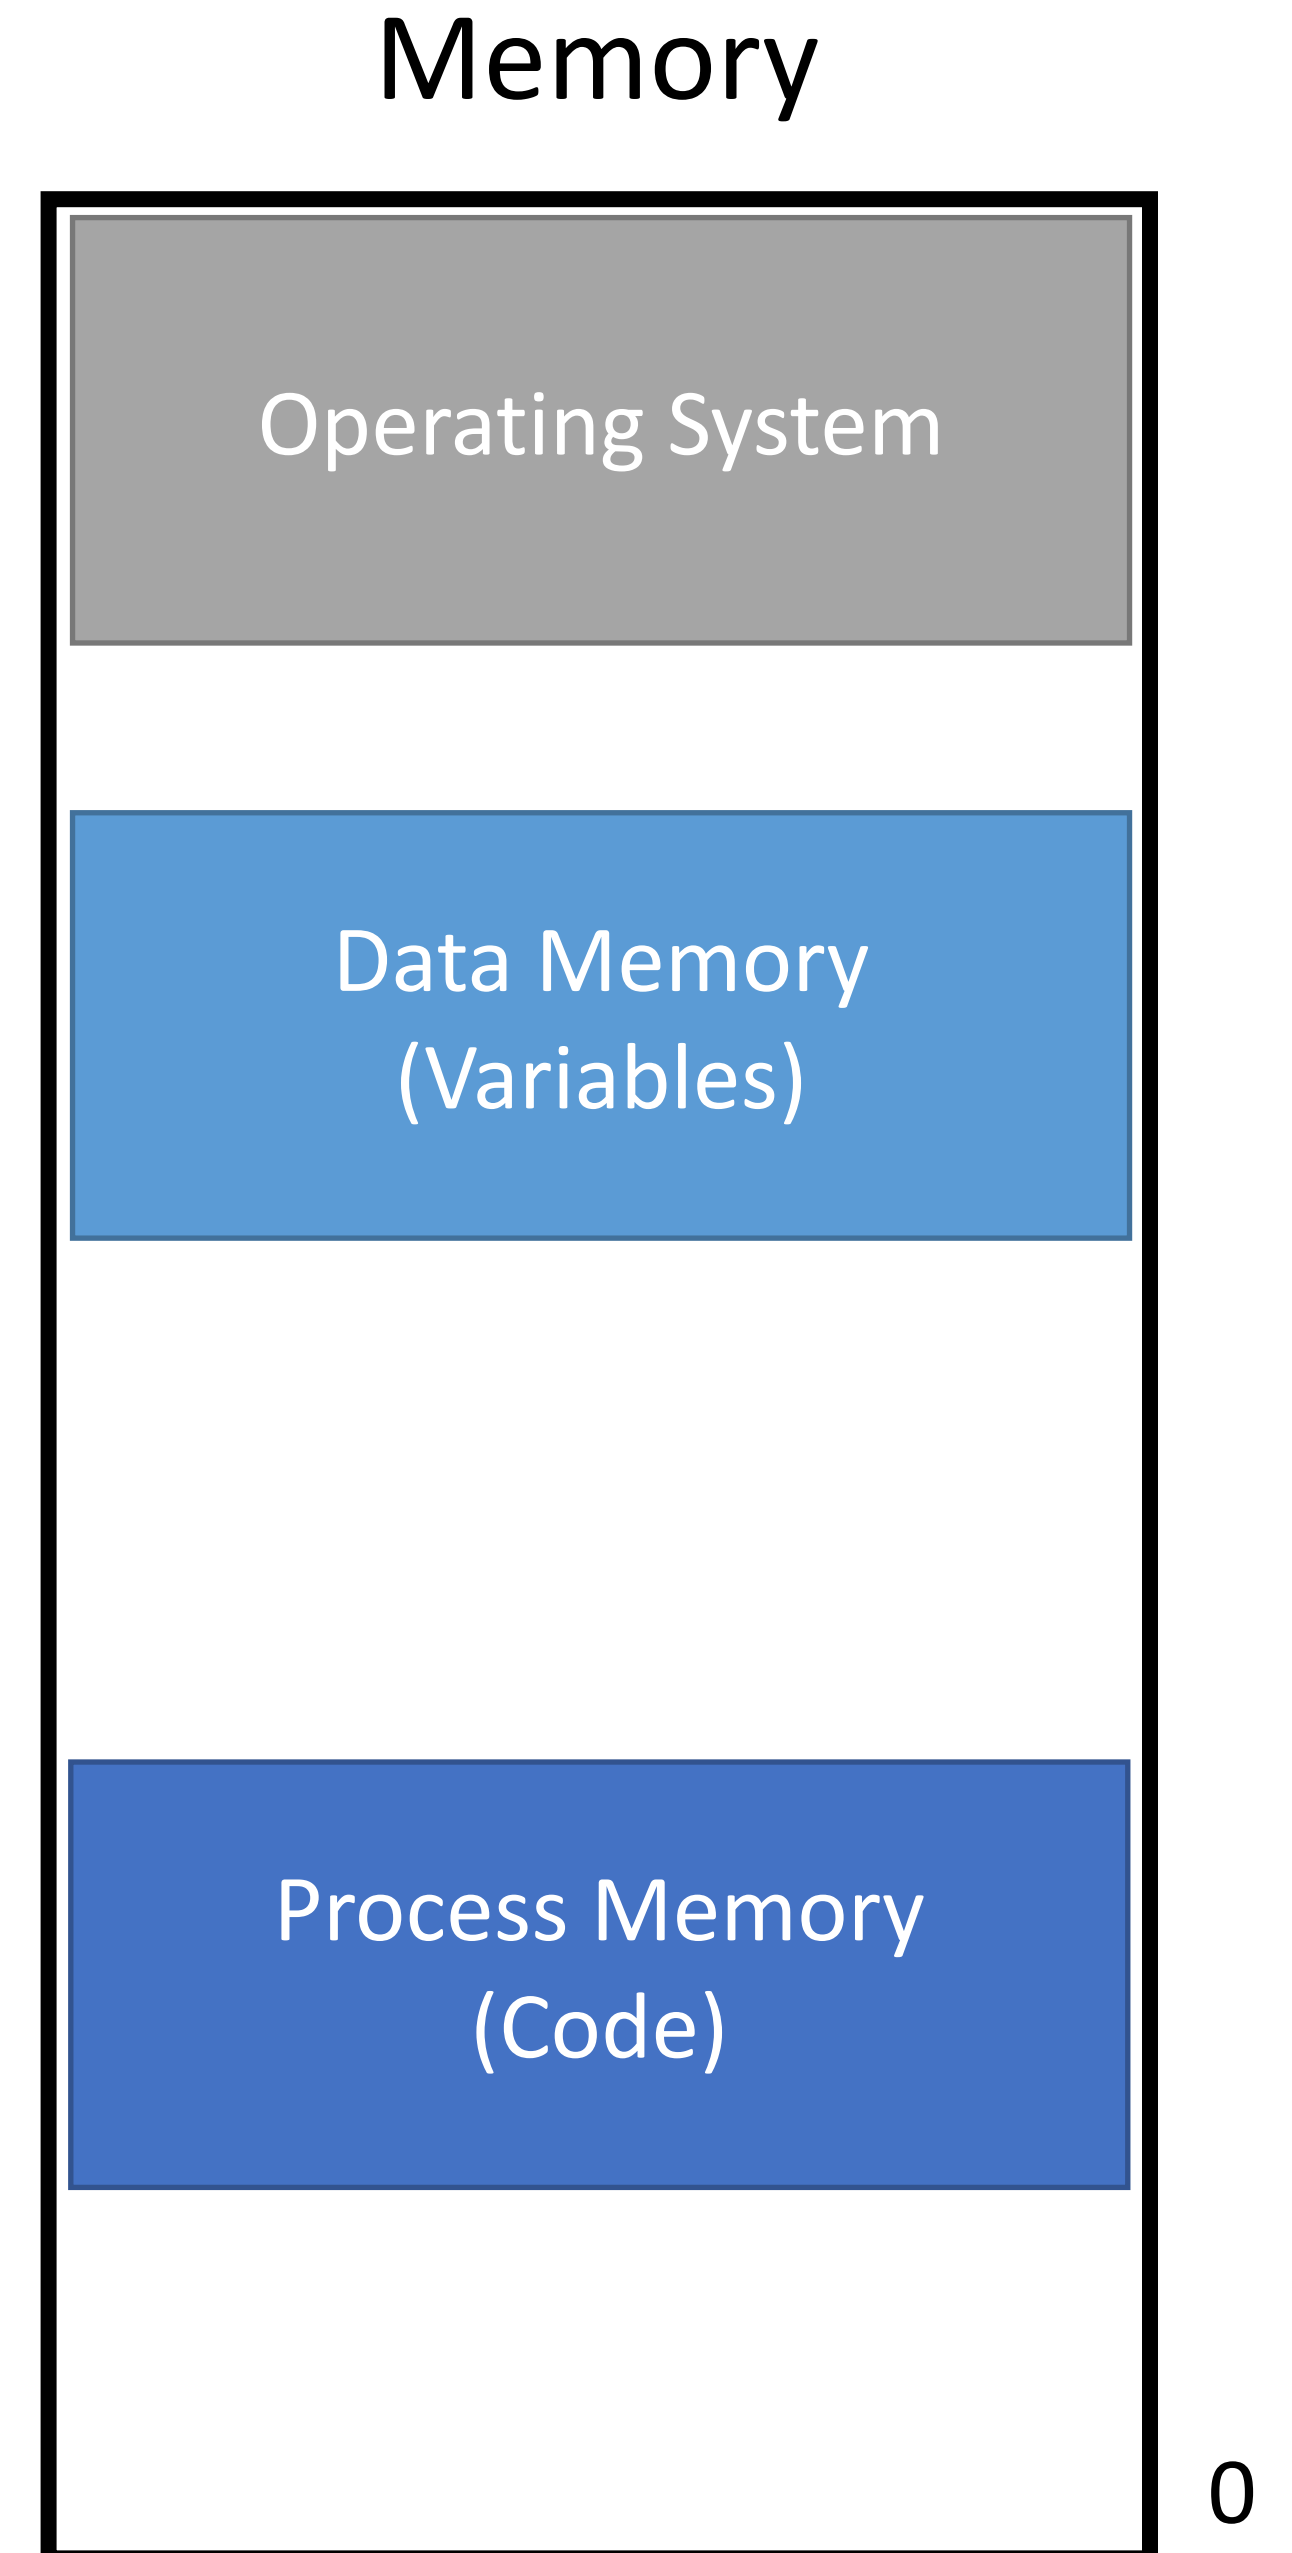 Memory
Operating System
Data Memory
(Variables)
Process Memory
(Code)
0